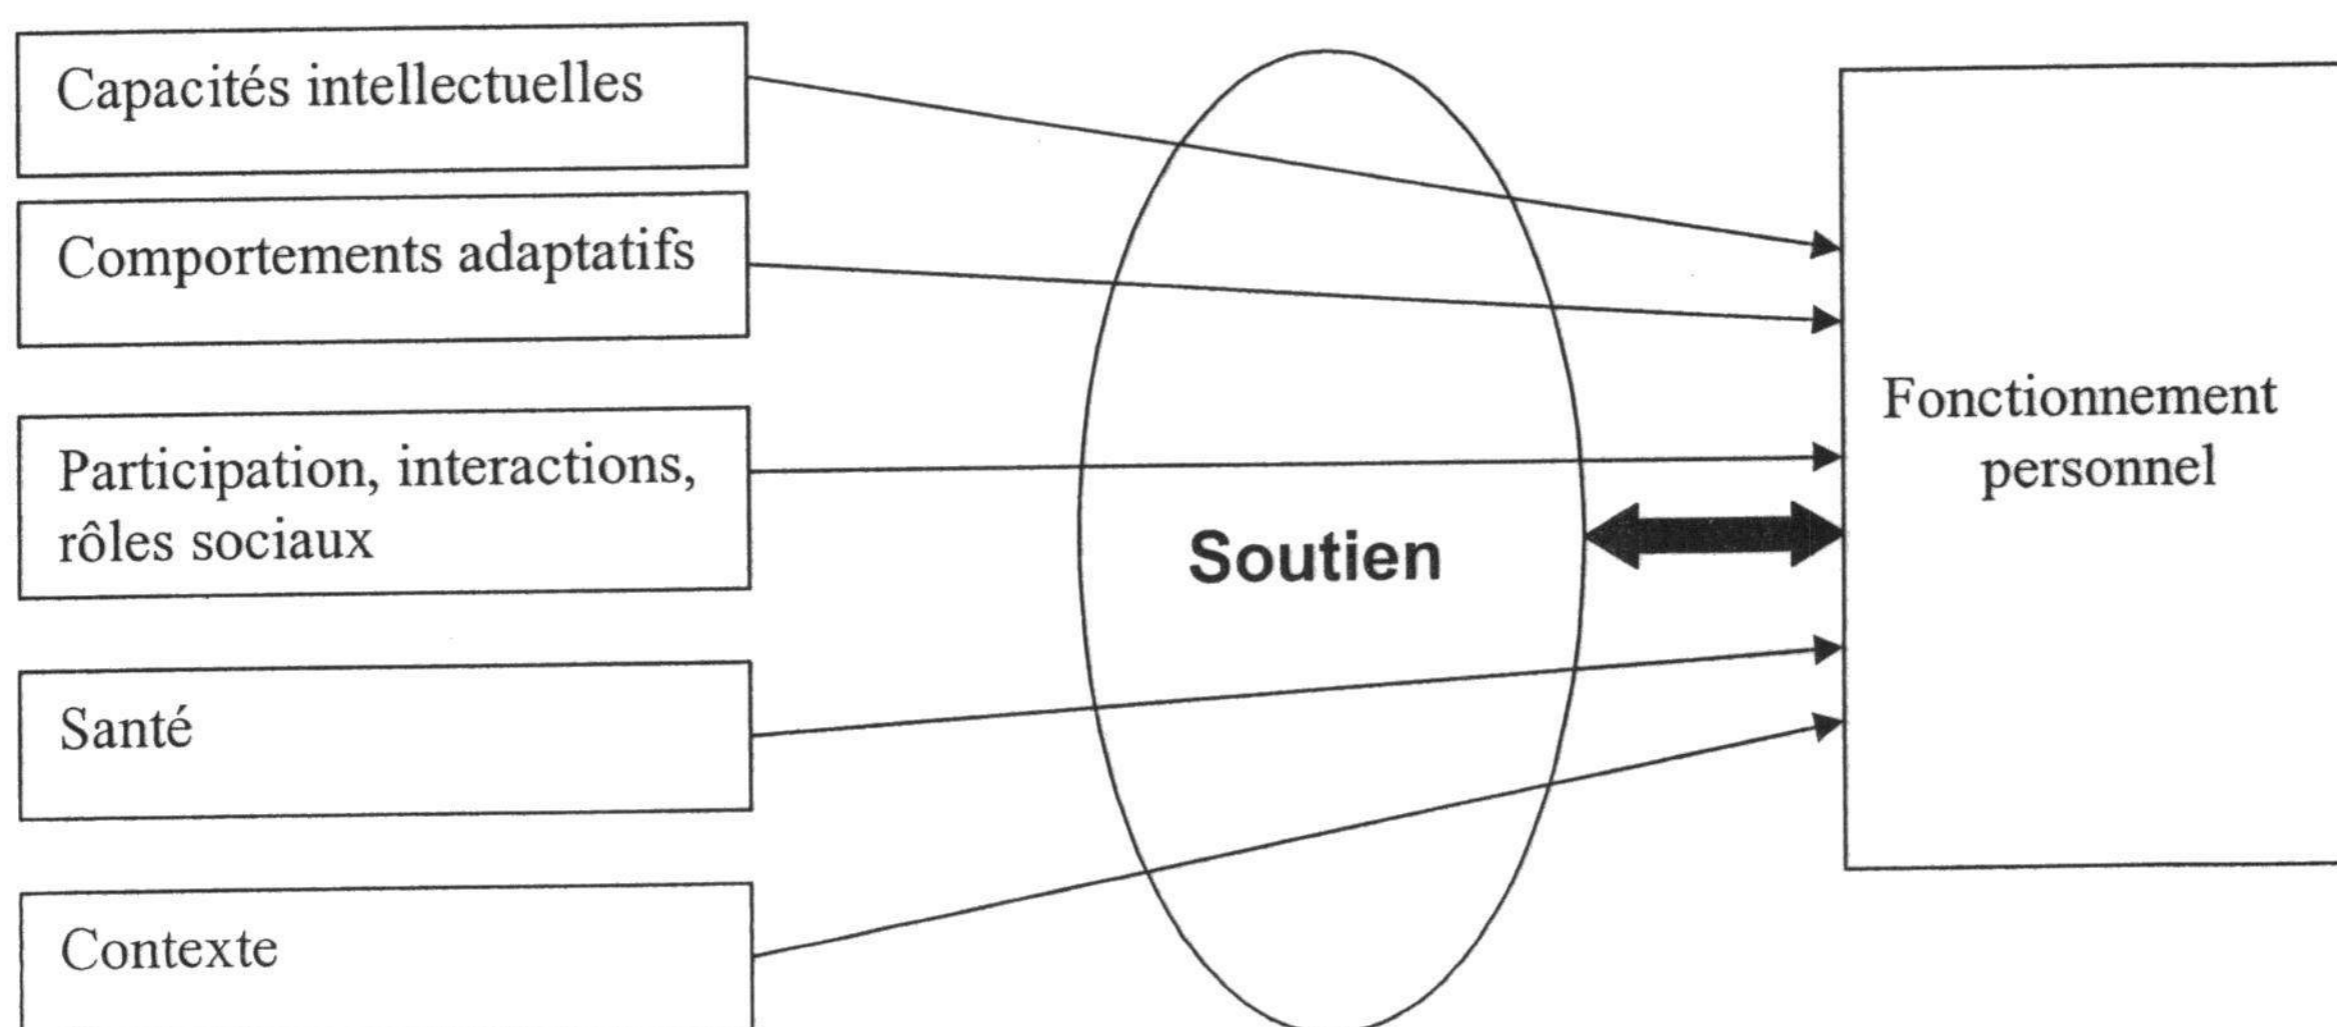 Capacités intellectuelles
Comportements adaptatifs
Participation, interactions,
rôles sociaux
Santé
Contexte
Soutien
Fonctionnement
personnel